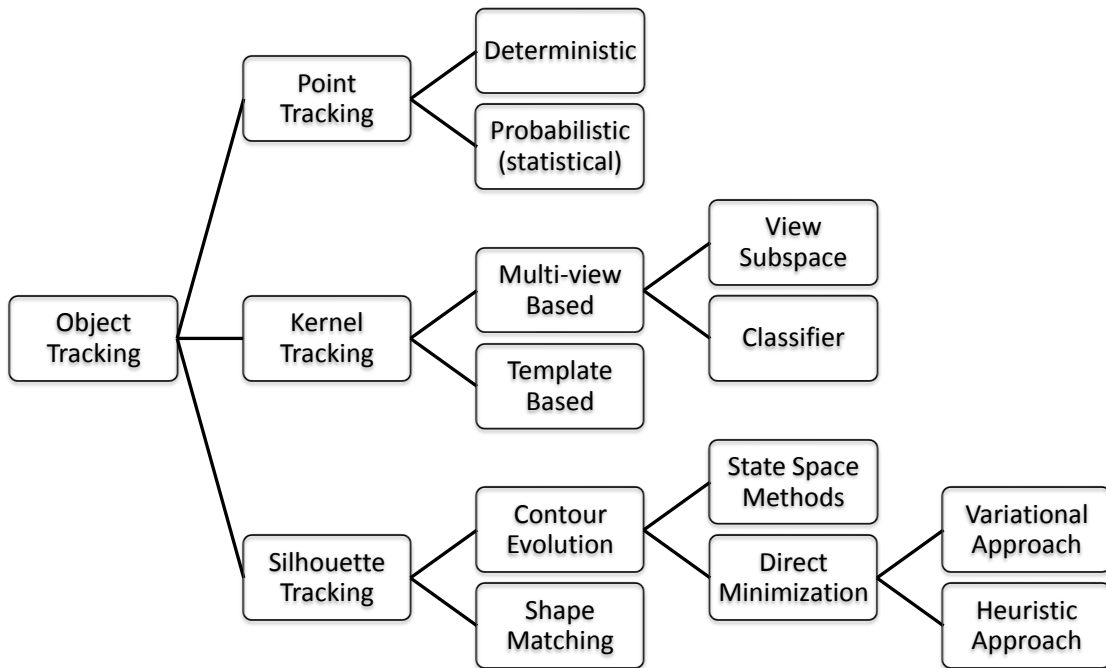 Object
Tracking
Point
Tracking
Deterministic
Probabilistic
(statistical)
Kernel
Tracking
Multi-view
Based
View
Subspace
Classifier
Template
Based
Silhouette
Tracking
Contour
Evolution
State Space
Methods
Direct
Minimization
Variational
Approach
Heuristic
Approach
Shape
Matching